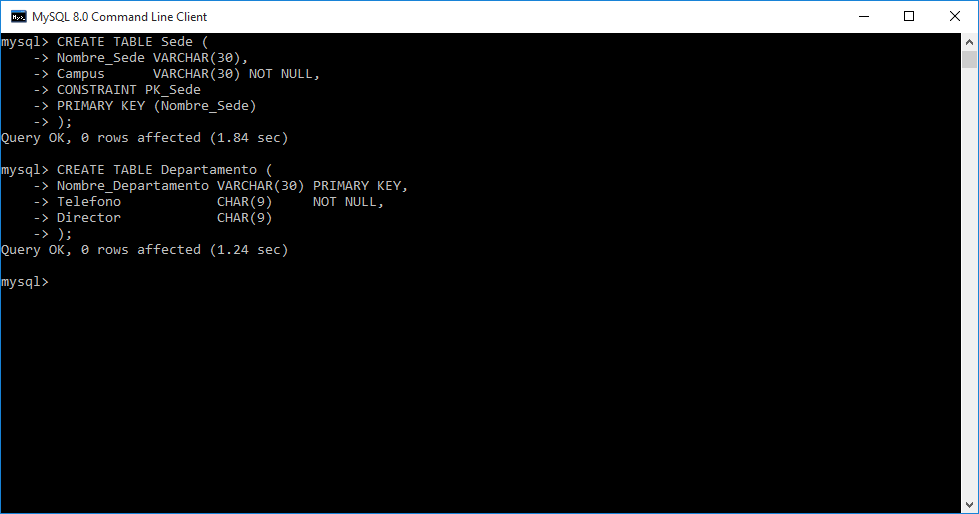 MySQL 8.0 Command Line Client
mysql> CREATE TABLE Sede (
    -> Nombre_Sede VARCHAR(30),
    -> Campus      VARCHAR(30) NOT NULL,
    -> CONSTRAINT PK_Sede
    -> PRIMARY KEY (Nombre_Sede)
    -> );
Query OK, 0 rows affected (1.84 sec)

mysql> CREATE TABLE Departamento (
    -> Nombre_Departamento VARCHAR(30) PRIMARY KEY,
    -> Telefono            CHAR(9)     NOT NULL,
    -> Director            CHAR(9)
    -> );
Query OK, 0 rows affected (1.24 sec)

mysql>